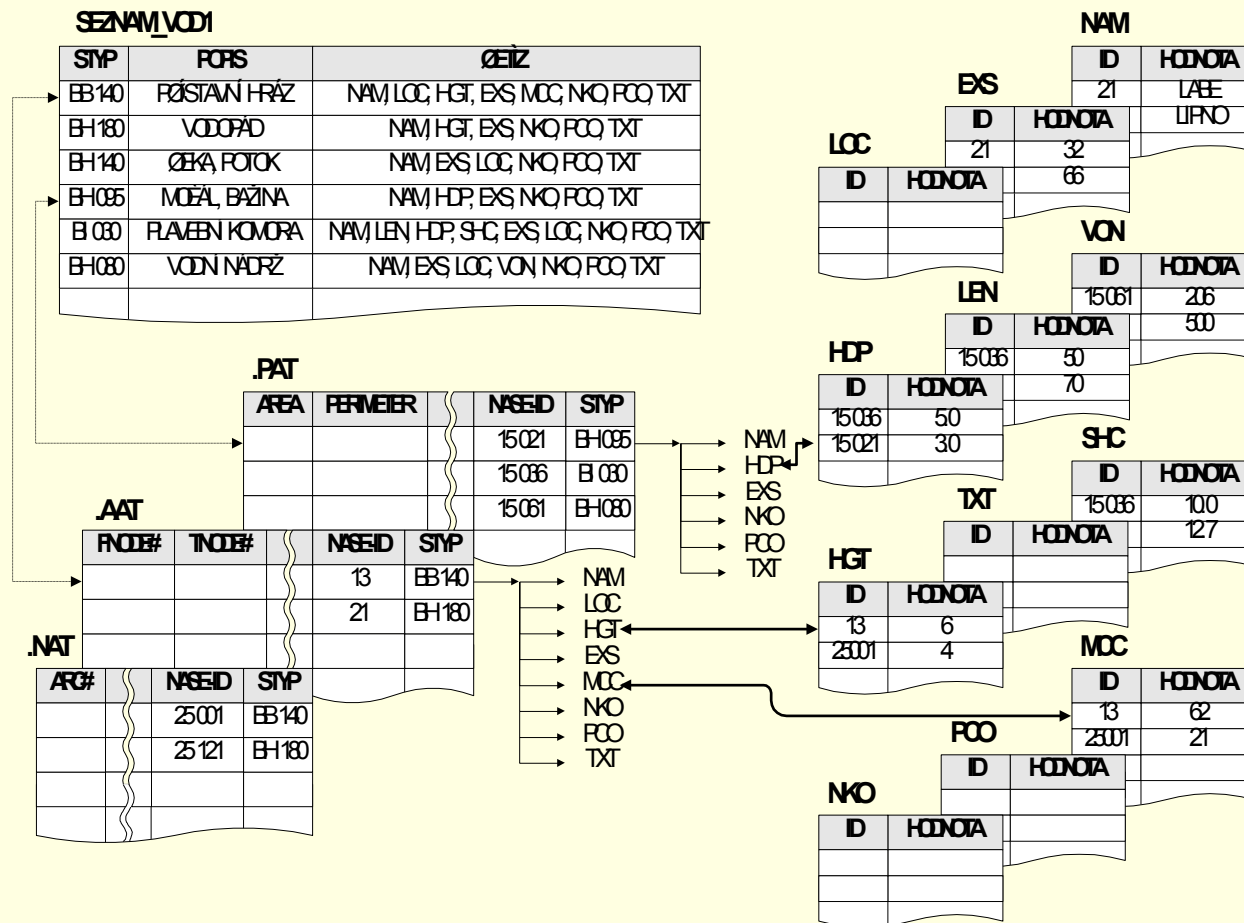 SEZNAM_VOD1
STYP POPIS ØETÌZ
BB140 PØÍSTAVNÍ HRÁZ NAM, LOC, HGT, EXS, MCC, NKO, PCO, TXT
BH180 VODOPÁD NAM, HGT, EXS, NKO, PCO, TXT
BH140 ØEKA, POTOK NAM, EXS, LOC, NKO, PCO, TXT
BH095 MOÈÁL, BAŽINA NAM, HDP, EXS, NKO, PCO, TXT
BI030 PLAVEBNÍ KOMORA NAM, LEN, HDP, SHC, EXS, LOC, NKO, PCO, TXT
BH080 VODNÍ NÁDRŽ NAM, EXS, LOC, VON, NKO, PCO, TXT
NAM
ID HODNOTA
21 LABE
LIPNO
EXS
ID HODNOTA
21 32
66
LOC
ID HODNOTA
VON
ID HODNOTA
15061 206
500
LEN
ID HODNOTA
15036 50
70
HDP
ID HODNOTA
15036 5.0
15021 3.0
SHC
ID HODNOTA
15036 10.0
12.7
TXT
ID HODNOTA
HGT
ID HODNOTA
13 6
25001 4
MCC
ID HODNOTA
13 62
25001 21
PCO
ID HODNOTA
NKO
ID HODNOTA
.PAT
AREA PERIMETER NASE-ID STYP
15021 BH095
15036 BI030
15061 BH080
NAM
HDP
EXS
NKO
PCO
TXT
.AAT
FNODE# TNODE# NASE-ID STYP
13 BB140
21 BH180
NAM
LOC
HGT
EXS
MCC
NKO
PCO
TXT
.NAT
ARC# NASE-ID STYP
25001 BB140
25121 BH180